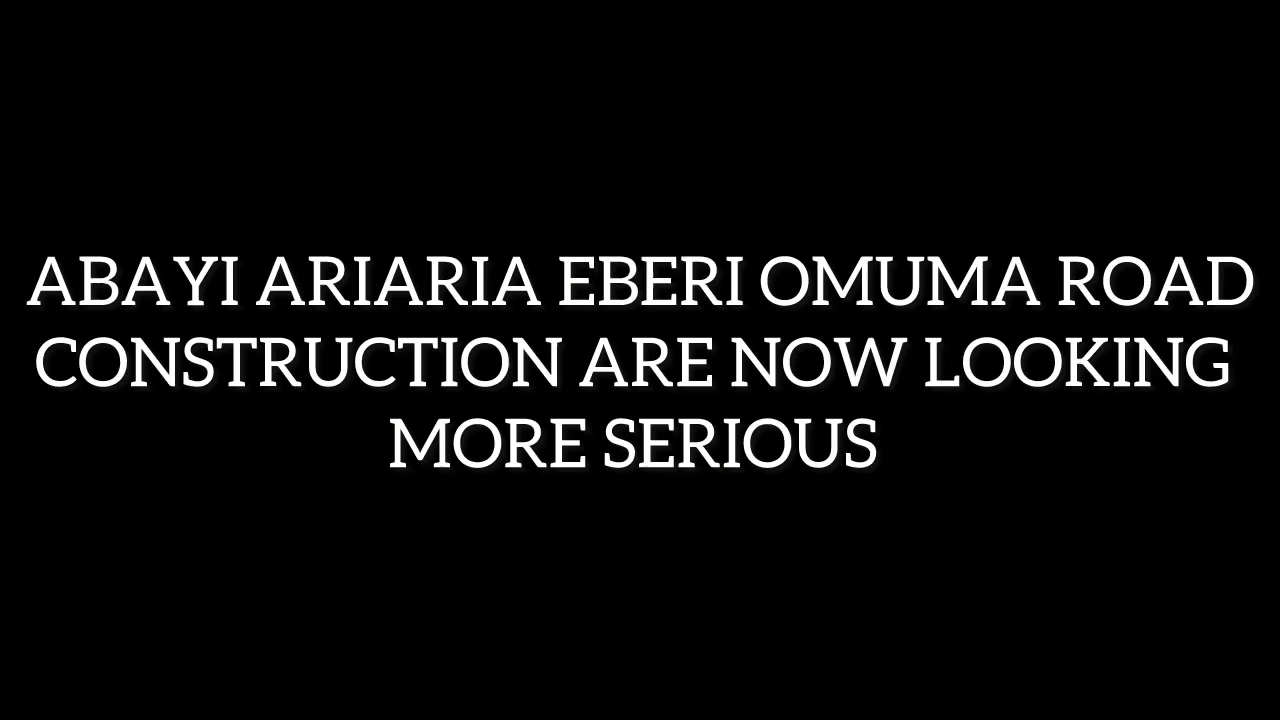 ABAYI ARIARIA EBERI OMUMA ROAD
CONSTRUCTION ARE NOW LOOKING
MORE SERIOUS